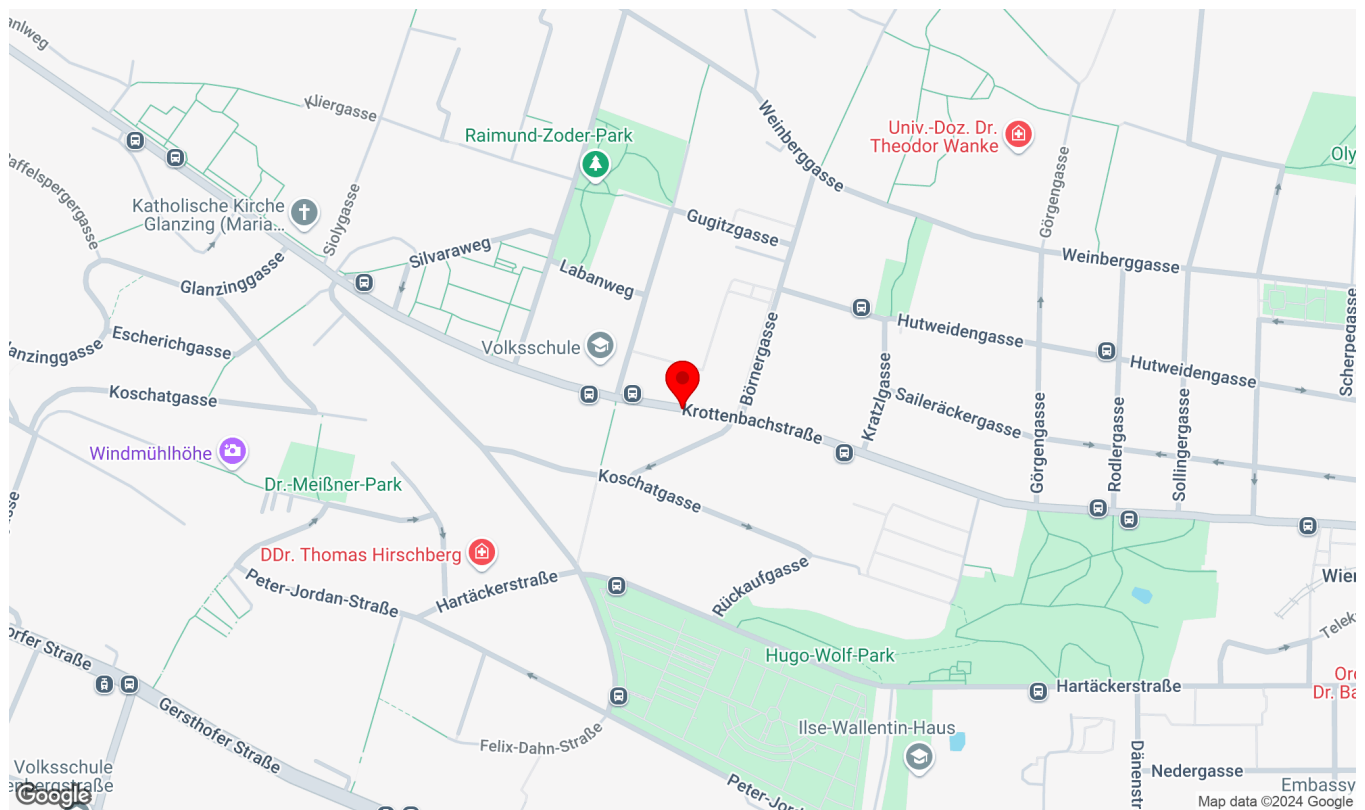 Kliergasse
Raimund-Zoder-Park
Weinberggasse
Univ.-Doz. Dr.
Theodor Wanke
Görgengasse
Katholische Kirche
Glanzing (Maria...
Siolygasse
Silvaraweg
Gugitzgasse
Labanweg
Weinberggasse
Glanzinggasse
Escherichgasse
Koschatgasse
Volksschule
Börnergasse
Hutweidengasse
Hutweidengasse
Kratzlgasse
Saileräckergasse
Görgengasse
Rodlergasse
Sollingergasse
Scherpegasse
Krottenbachstraße
Windmühlhöhe
Dr.-Meißner-Park
Koschatgasse
DDr. Thomas Hirschberg
Peter-Jordan-Straße
Hartäckerstraße
Rückaufgasse
Hugo-Wolf-Park
Hartäckerstraße
Gersthofer Straße
Felix-Dahn-Straße
Ilse-Wallentin-Haus
Nedergasse
Volksschule
Google
Map data ©2024 Google